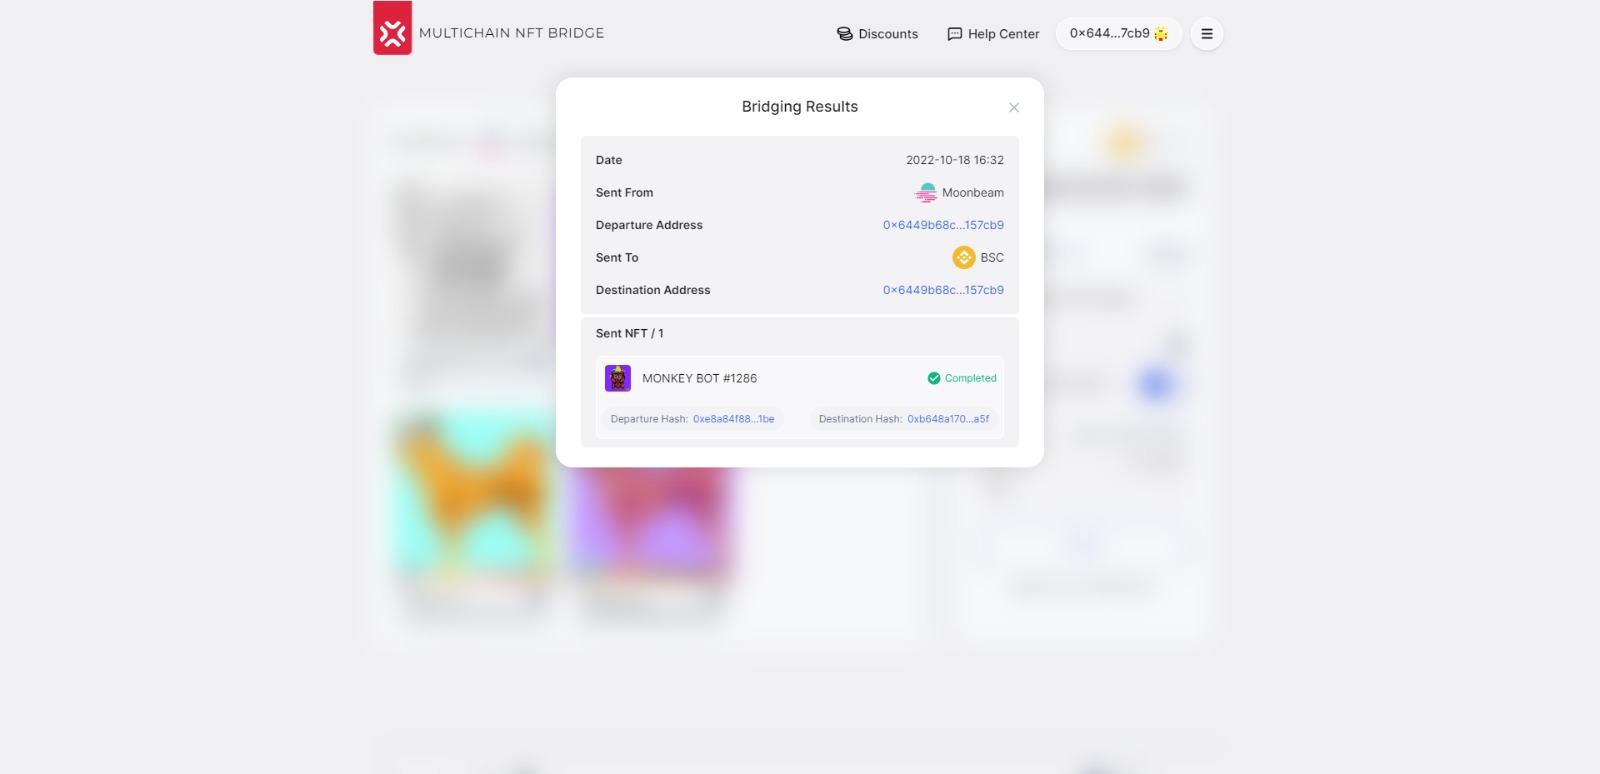 MULTICHAIN NFT BRIDGE
Discounts
Help Center
0×644...7cb9
Bridging Results
Date 2022-10-18 16:32
Sent From Moonbeam
Departure Address 0×6449b68c...157cb9
Sent To BSC
Destination Address 0×6449b68c...157cb9
Sent NFT / 1
MONKEY BOT #1286 Completed
Departure Hash: 0xe8a84f88...1be Destination Hash: 0xb648a170...a5f